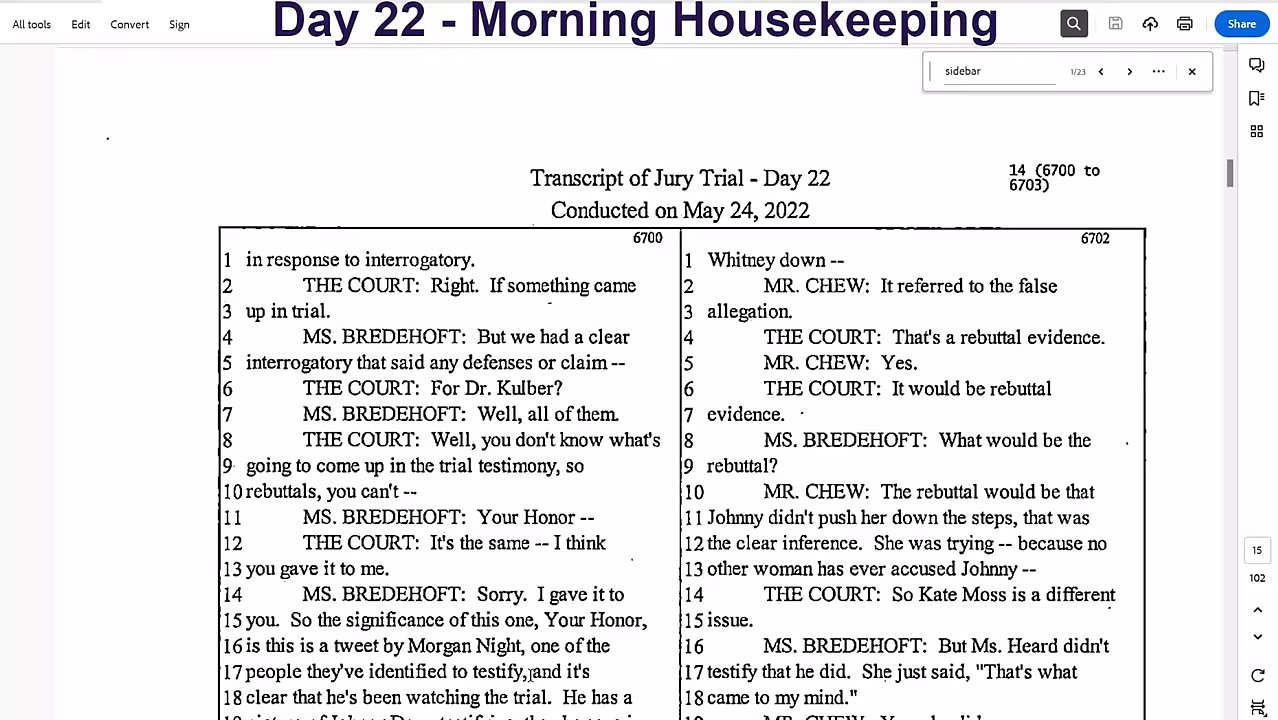 Day 22 - Morning Housekeeping
All tools Edit Convert Sign
Share
sidebar 1/23
Transcript of Jury Trial - Day 22
Conducted on May 24, 2022
14 (6700 to
6703)
6700
1 in response to interrogatory.
2 THE COURT: Right. If something came
3 up in trial.
4 MS. BREDEHOFT: But we had a clear
5 interrogatory that said any defenses or claim --
6 THE COURT: For Dr. Kulber?
7 MS. BREDEHOFT: Well, all of them.
8 THE COURT: Well, you don't know what's
9 going to come up in the trial testimony, so
10 rebuttals, you can't --
11 MS. BREDEHOFT: Your Honor --
12 THE COURT: It's the same -- I think
13 you gave it to me.
14 MS. BREDEHOFT: Sorry. I gave it to
15 you. So the significance of this one, Your Honor,
16 is this is a tweet by Morgan Night, one of the
17 people they've identified to testify, and it's
18 clear that he's been watching the trial. He has a
6702
1 Whitney down --
2 MR. CHEW: It referred to the false
3 allegation.
4 THE COURT: That's a rebuttal evidence.
5 MR. CHEW: Yes.
6 THE COURT: It would be rebuttal
7 evidence.
8 MS. BREDEHOFT: What would be the
9 rebuttal?
10 MR. CHEW: The rebuttal would be that
11 Johnny didn't push her down the steps, that was
12 the clear inference. She was trying -- because no
13 other woman has ever accused Johnny --
14 THE COURT: So Kate Moss is a different
15 issue.
16 MS. BREDEHOFT: But Ms. Heard didn't
17 testify that he did. She just said, "That's what
18 came to my mind."
15
102